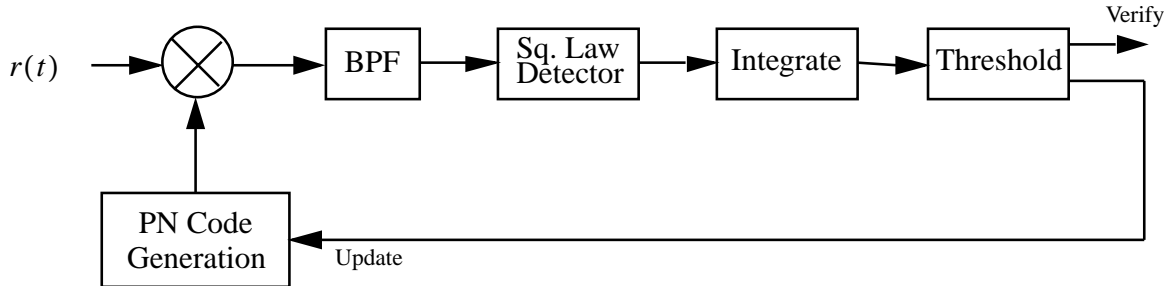 Verify
r(t)
BPF
Sq. Law
Detector
Integrate
Threshold
PN Code
Generation
Update